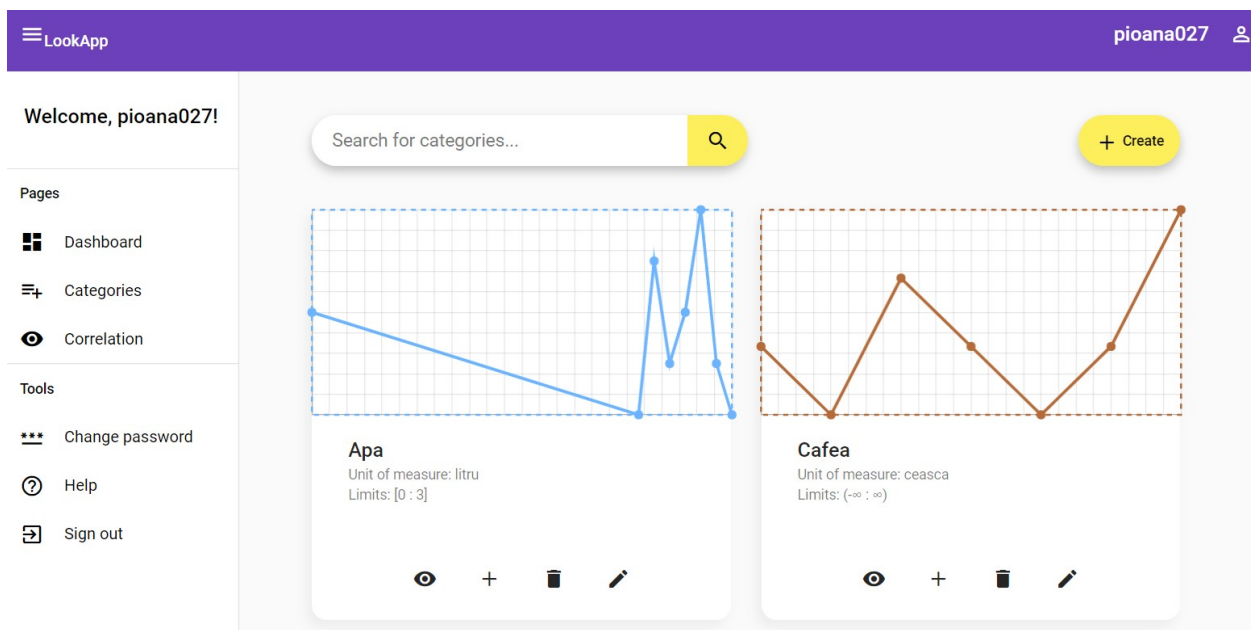 LookApp
pioana027
Welcome, pioana027!
Search for categories...
+ Create
Pages
Dashboard
Categories
Correlation
Tools
*** Change password
Help
Sign out
Apa
Unit of measure: litru
Limits: [0 : 3]
Cafea
Unit of measure: ceasca
Limits: (-∞ : ∞)